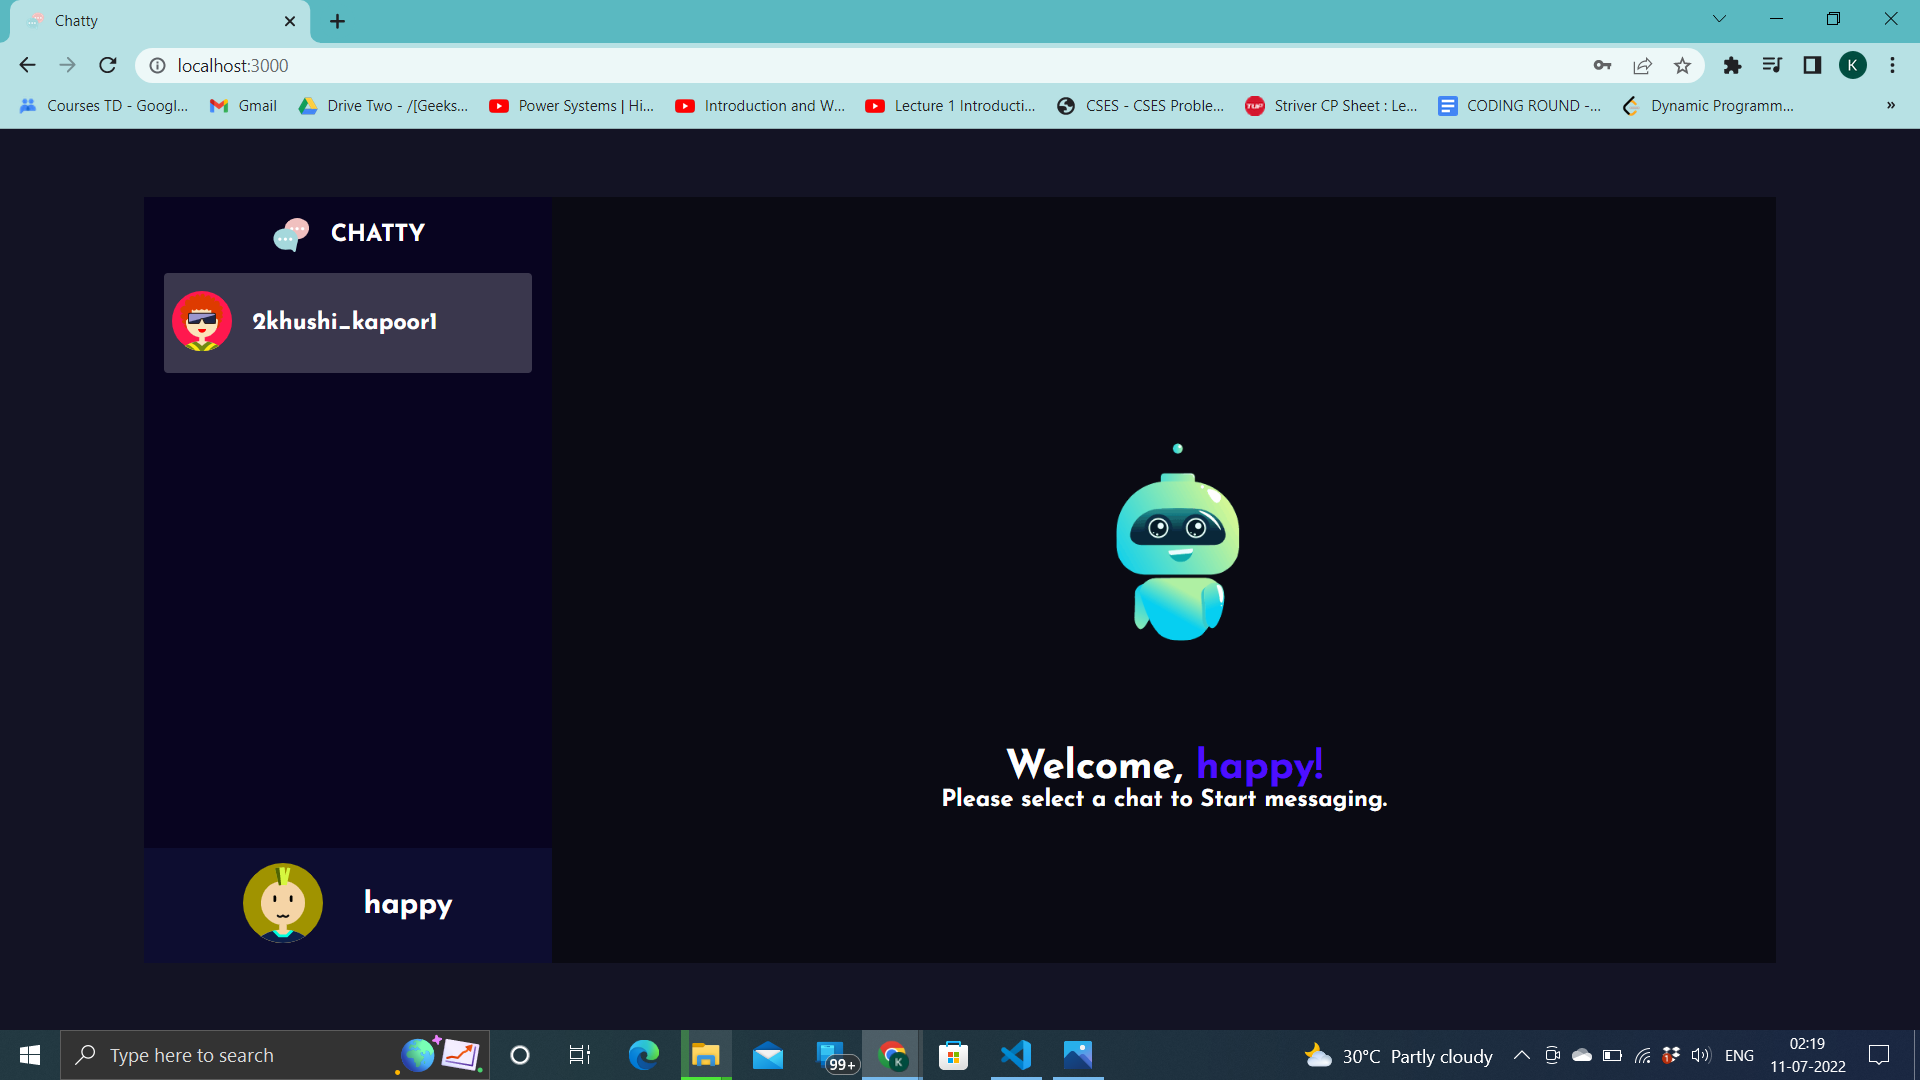 Chatty
localhost:3000
K
Courses TD - Googl...
Gmail
Drive Two - /[Geeks...
Power Systems | Hi...
Introduction and W...
Lecture 1 Introducti...
CSES - CSES Proble...
TUF
Striver CP Sheet : Le...
CODING ROUND -...
Dynamic Programm...
»
CHATTY
2khushi_kapoor1
Welcome, happy!
Please select a chat to Start messaging.
happy
Type here to search
99+
K
30°C Partly cloudy
ENG
02:19
11-07-2022